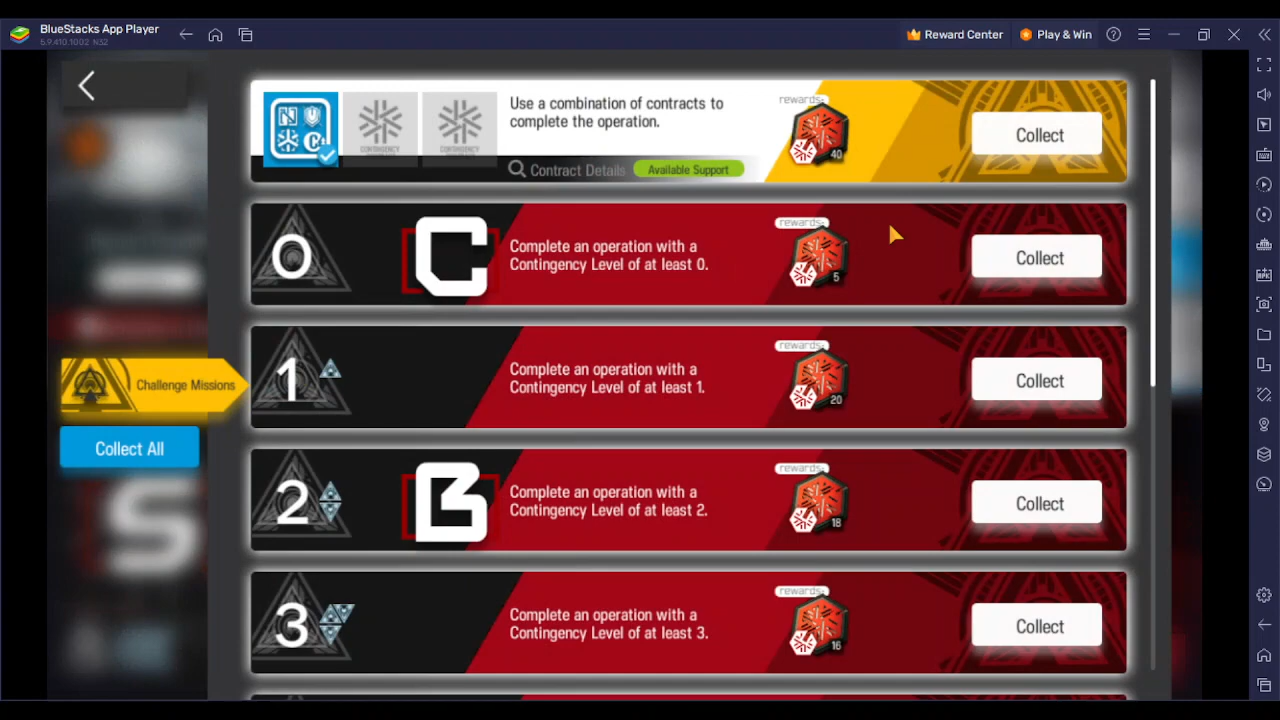 BlueStacks App Player
5.9.410.1002 N32
Reward Center
Play & Win
Use a combination of contracts to
complete the operation.
rewards:
40
Collect
CONTINGENCY
CONTINGENCY
Contract Details
Available Support
0
C
Complete an operation with a
Contingency Level of at least 0.
rewards:
5
Collect
1
Complete an operation with a
Contingency Level of at least 1.
rewards:
20
Collect
Challenge Missions
Collect All
2
B
Complete an operation with a
Contingency Level of at least 2.
rewards:
18
Collect
3
Complete an operation with a
Contingency Level of at least 3.
rewards:
16
Collect